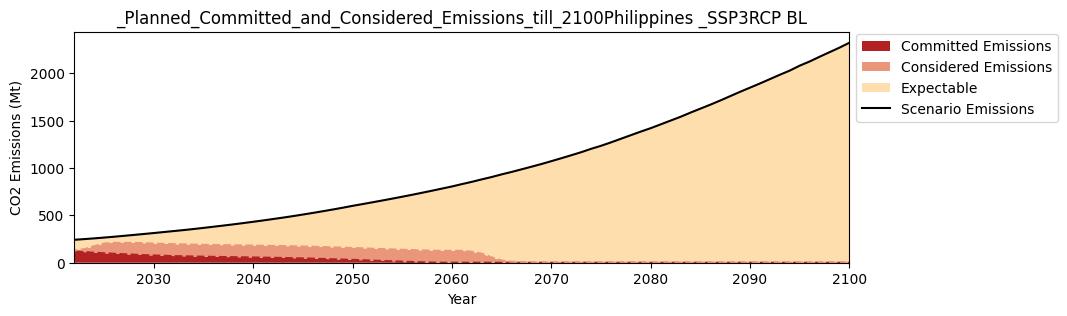 _Planned_Committed_and_Considered_Emissions_till_2100Philippines _SSP3RCP BL
CO2 Emissions (Mt)
2000
1500
1000
500
0
2030 2040 2050 2060 2070 2080 2090 2100
Year
Committed Emissions
Considered Emissions
Expectable
Scenario Emissions